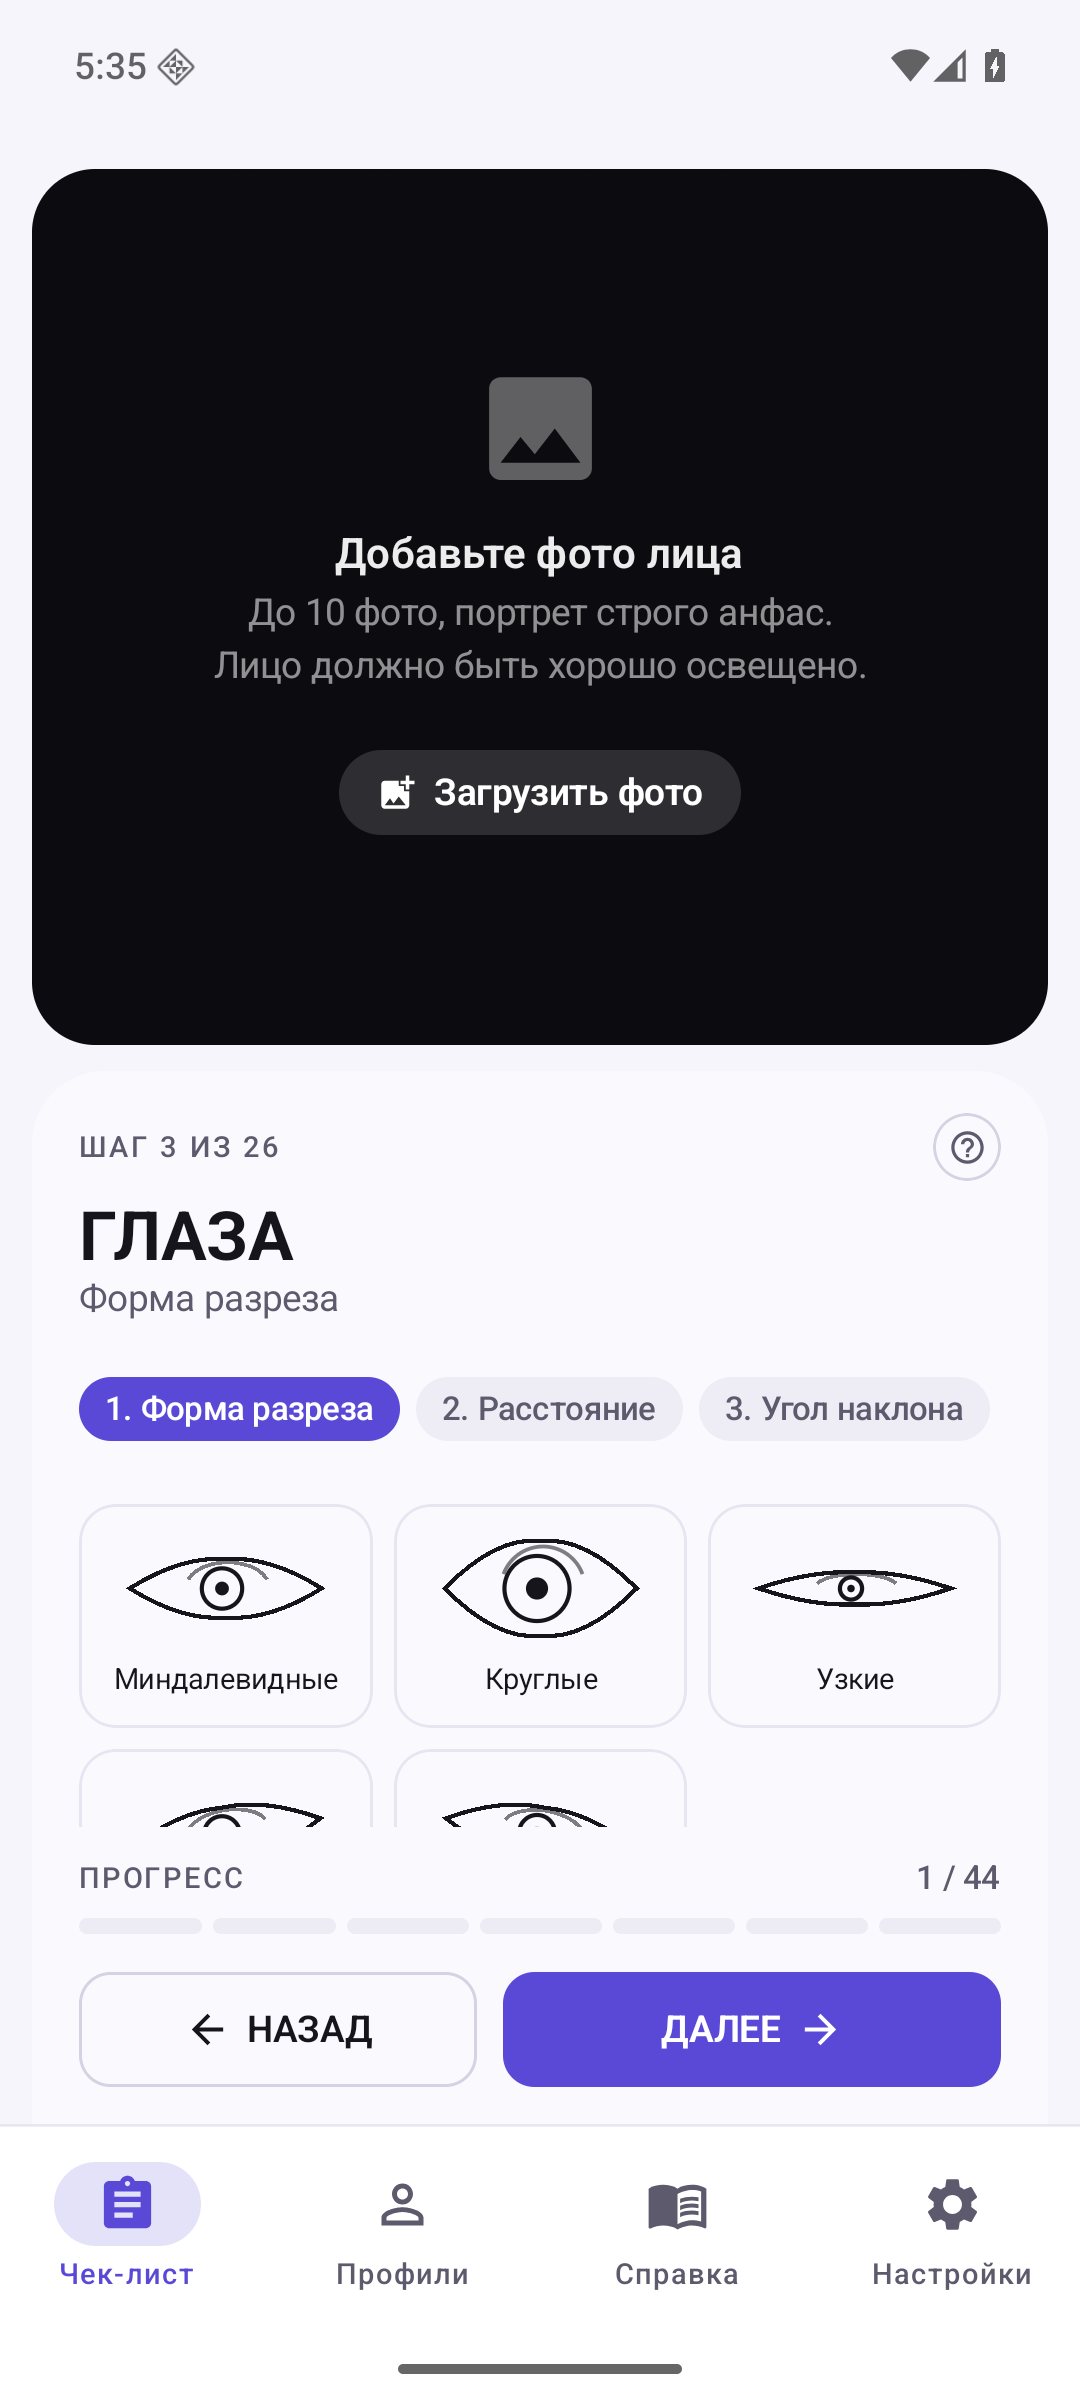 5:35
Добавьте фото лица
До 10 фото, портрет строго анфас.
Лицо должно быть хорошо освещено.
Загрузить фото
ШАГ 3 ИЗ 26
ГЛАЗА
Форма разреза
1. Форма разреза
2. Расстояние
3. Угол наклона
Миндалевидные
Круглые
Узкие
ПРОГРЕСС
1 / 44
НАЗАД
ДАЛЕЕ
Чек-лист
Профили
Справка
Настройки